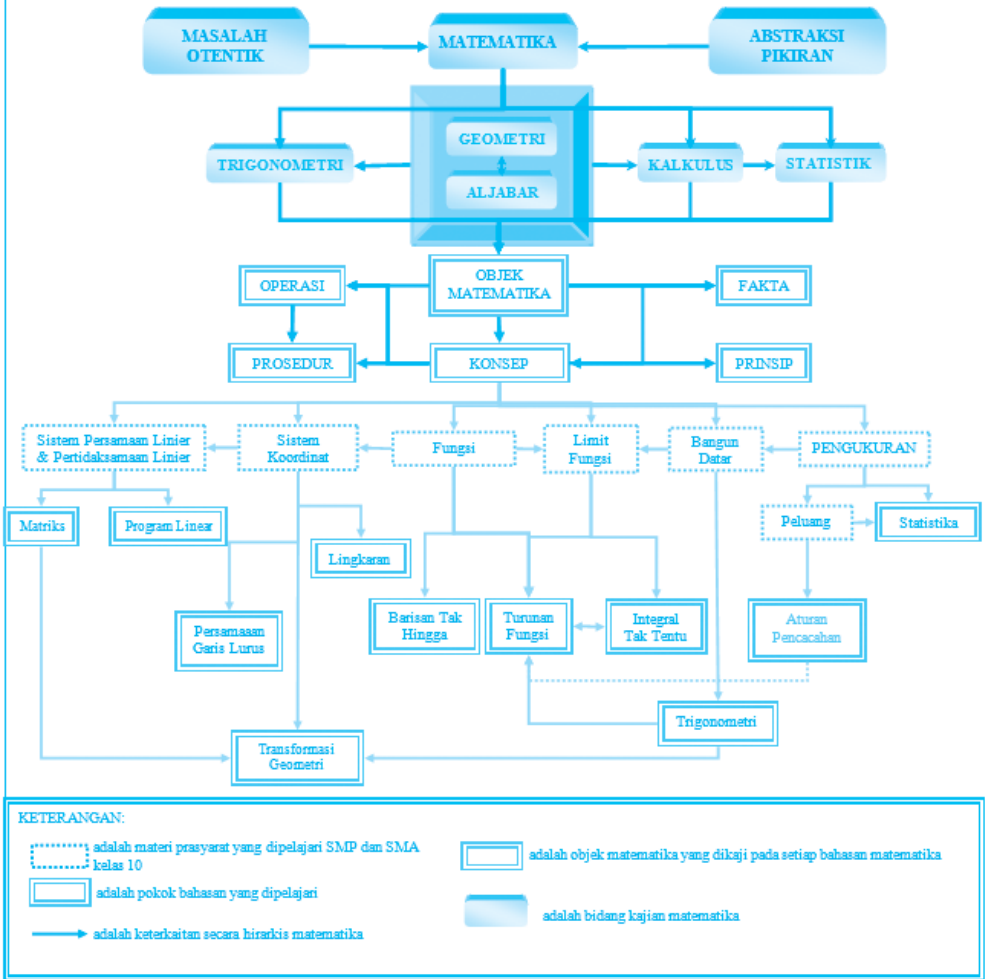 MASALAH
OTENTIK
MATEMATIKA
ABSTRAKSI
PIKIRAN
GEOMETRI
TRIGONOMETRI
KALKULUS
STATISTIK
ALJABAR
OBJEK
MATEMATIKA
OPERASI
FAKTA
PROSEDUR
KONSEP
PRINSIP
Sistem Persamaan Linier
& Pertidaksamaan Linier
Sistem
Koordinat
Fungsi
Limit
Fungsi
Bangun
Datar
PENGUKURAN
Matriks
Program Linear
Peluang
Statistika
Lingkaran
Persamaaan
Garis Lurus
Barisan Tak
Hingga
Turunan
Fungsi
Integral
Tak Tentu
Aturan
Pencacahan
Trigonometri
Transformasi
Geometri
KETERANGAN:
adalah materi prasyarat yang dipelajari SMP dan SMA
kelas 10
adalah objek matematika yang dikaji pada setiap bahasan matematika
adalah pokok bahasan yang dipelajari
adalah bidang kajian matematika
adalah keterkaitan secara hirarkis matematika